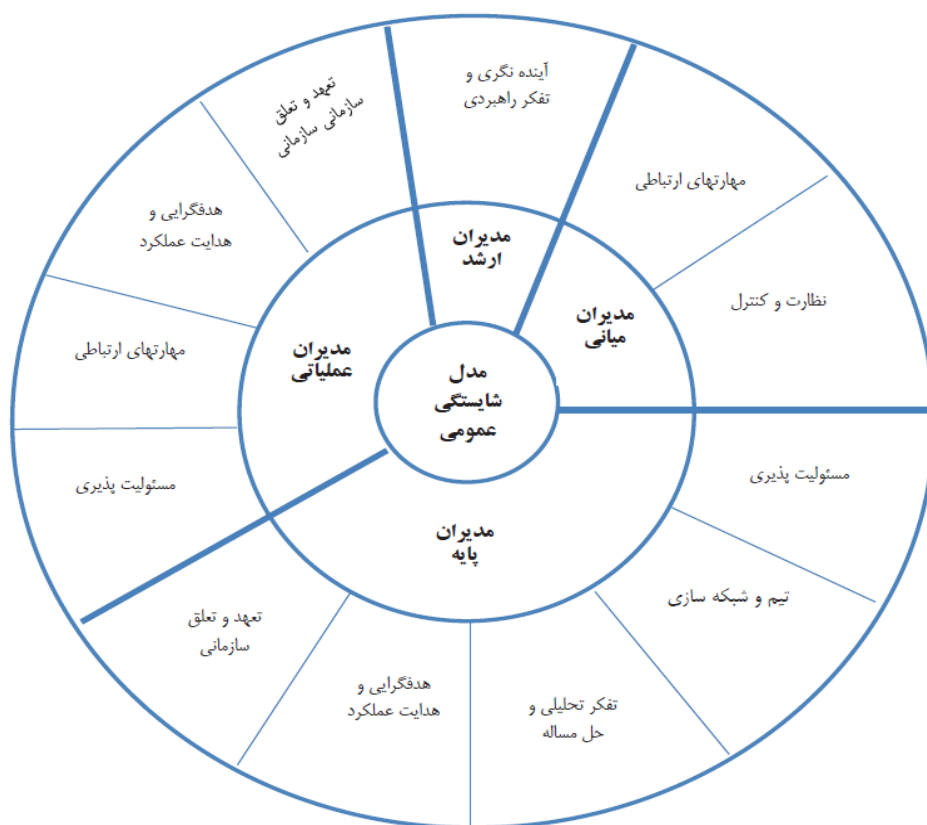 مدل
شایستگی
عمومی
مدیران
ارشد
آینده نگری و
تفکر راهبردی
مدیران
میانی
مهارتهای ارتباطی
نظارت و کنترل
مدیران
پایه
مسئولیت پذیری
تیم و شبکه سازی
تفکر تحلیلی و
حل مساله
هدفگرایی و
هدایت عملکرد
تعهد و تعلق
سازمانی
مدیران
عملیاتی
مسئولیت پذیری
مهارتهای ارتباطی
هدفگرایی و
هدایت عملکرد
تعهد و تعلق
سازمانی سازمانی